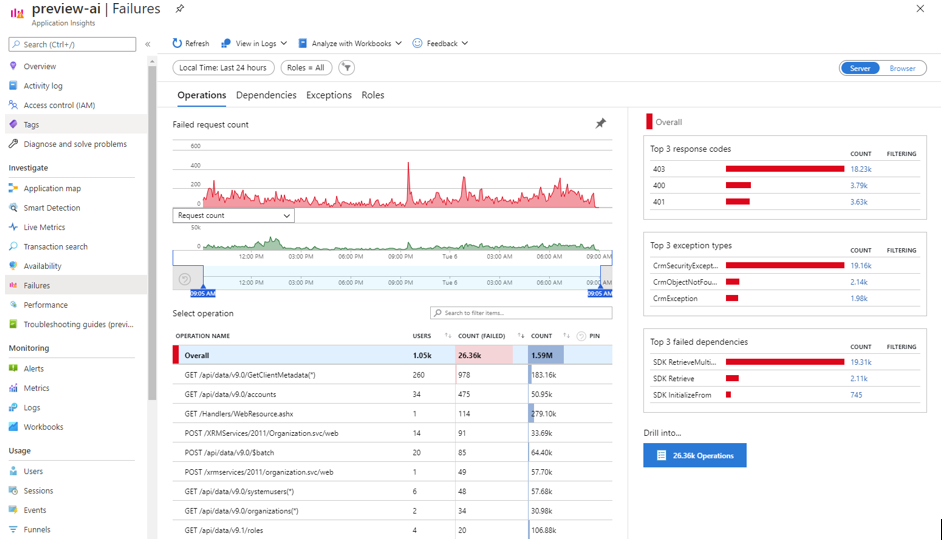 preview-ai | Failures
Application Insights
Search (Ctrl+/)
«
Overview
Activity log
Access control (IAM)
Tags
Diagnose and solve problems
Investigate
Application map
Smart Detection
Live Metrics
Transaction search
Availability
Failures
Performance
Troubleshooting guides (previ...
Monitoring
Alerts
Metrics
Logs
Workbooks
Usage
Users
Sessions
Events
Funnels
Refresh View in Logs Analyze with Workbooks Feedback
Local Time: Last 24 hours Roles = All
Server Browser
Operations Dependencies Exceptions Roles
Failed request count
600
400
200
0
Request count
50k
0
12:00 PM 03:00 PM 06:00 PM 09:00 PM Tue 6 03:00 AM 06:00 AM 09:00 AM
12:00 PM 03:00 PM 06:00 PM 09:00 PM Tue 6 03:00 AM 06:00 AM 09:00 AM
09:05 AM 09:05 AM
Select operation
Search to filter items...
OPERATION NAME USERS COUNT (FAILED) COUNT PIN
Overall 1.05k 26.36k 1.59M
GET /api/data/v9.0/GetClientMetadata(*) 260 978 183.16k
GET /api/data/v9.0/accounts 34 475 50.95k
GET /Handlers/WebResource.ashx 1 114 279.10k
POST /XRMServices/2011/Organization.svc/web 14 91 33.69k
POST /api/data/v9.0/$batch 20 85 64.40k
POST /xrmservices/2011/organization.svc/web 1 49 57.70k
GET /api/data/v9.0/systemusers(*) 6 48 57.68k
GET /api/data/v9.0/organizations(*) 2 34 30.98k
GET /api/data/v9.1/roles 4 20 106.88k
Overall
Top 3 response codes COUNT FILTERING
403 18.23k
400 3.79k
401 3.63k
Top 3 exception types COUNT FILTERING
CrmSecurityExcept... 19.16k
CrmObjectNotFou... 2.14k
CrmException 1.98k
Top 3 failed dependencies COUNT FILTERING
SDK RetrieveMulti... 19.31k
SDK Retrieve 2.11k
SDK InitializeFrom 745
Drill into...
26.36k Operations